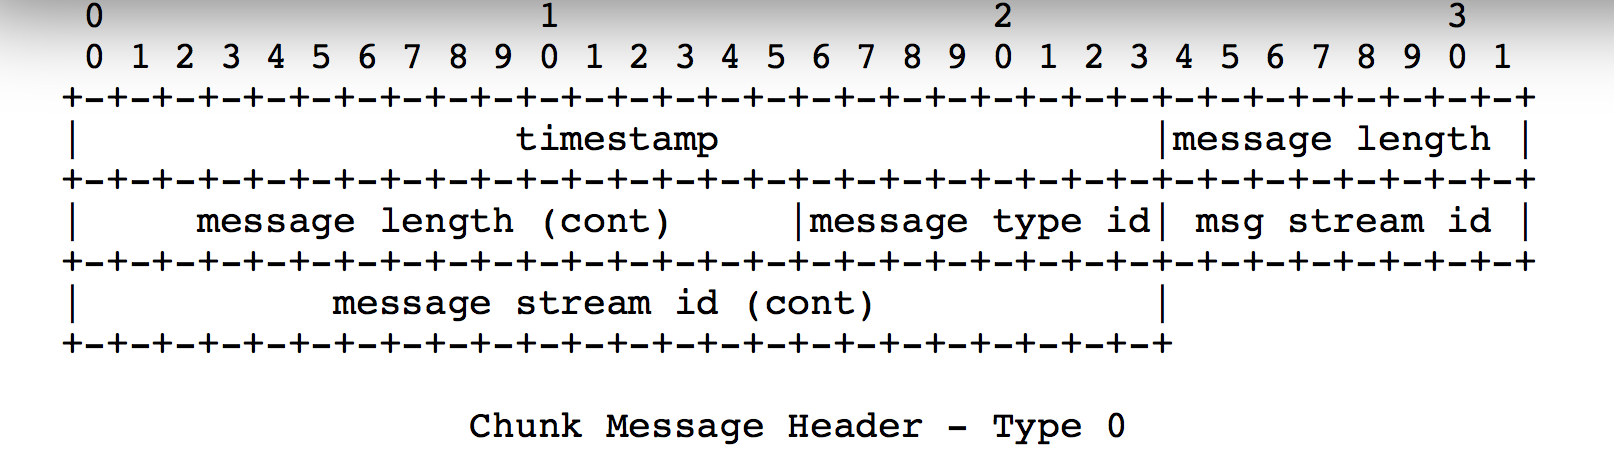 0                   1                   2                   3
0 1 2 3 4 5 6 7 8 9 0 1 2 3 4 5 6 7 8 9 0 1 2 3 4 5 6 7 8 9 0 1
+-+-+-+-+-+-+-+-+-+-+-+-+-+-+-+-+-+-+-+-+-+-+-+-+-+-+-+-+-+-+-+-+
|                   timestamp                   |message length |
+-+-+-+-+-+-+-+-+-+-+-+-+-+-+-+-+-+-+-+-+-+-+-+-+-+-+-+-+-+-+-+-+
|     message length (cont)     |message type id| msg stream id |
+-+-+-+-+-+-+-+-+-+-+-+-+-+-+-+-+-+-+-+-+-+-+-+-+-+-+-+-+-+-+-+-+
|           message stream id (cont)            |
+-+-+-+-+-+-+-+-+-+-+-+-+-+-+-+-+-+-+-+-+-+-+-+-+
Chunk Message Header - Type 0